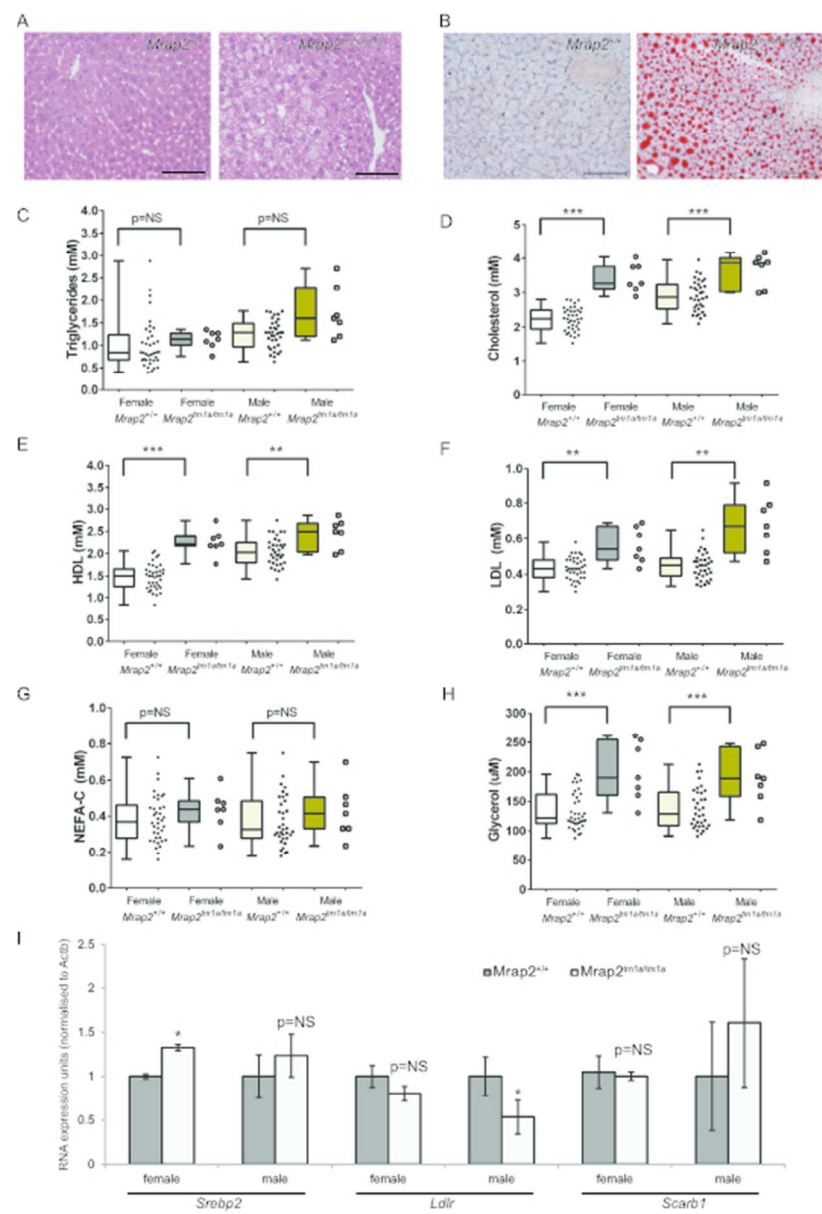 A
B
Mrap2+/+
Mrap2
Mrap2+/+
Mrap2
C
D
Triglycerides (mM)
4.0
3.5
3.0
2.5
2.0
1.5
1.0
0.5
0.0
p=NS
p=NS
Female
Female
Male
Male
Mrap2+/+
Mrap2tm1a/tm1a
Mrap2+/+
Mrap2tm1a/tm1a
Cholesterol (mM)
5
4
3
2
0
***
***
Female
Female
Male
Male
Mrap2+/+
Mrap2tm1a/tm1a
Mrap2+/+
Mrap2tm1a/tm1a
E
F
HDL (mM)
4.0
3.5
3.0
2.5
2.0
1.5
1.0
0.5
0.0
***
**
Female
Female
Male
Male
Mrap2+/+
Mrap2tm1a/tm1a
Mrap2+/+
Mrap2tm1a/tm1a
LDL (mM)
1.0
0.8
0.6
0.4
0.2
0.0
**
**
Female
Female
Male
Male
Mrap2+/+
Mrap2tm1a/tm1a
Mrap2+/+
Mrap2tm1a/tm1a
G
H
NEFA-C (mM)
1.0
0.8
0.6
0.4
0.2
0.0
p=NS
p=NS
Female
Female
Male
Male
Mrap2+/+
Mrap2tm1a/tm1a
Mrap2+/+
Mrap2tm1a/tm1a
Glycerol (uM)
300
250
200
150
100
50
0
***
***
Female
Female
Male
Male
Mrap2+/+
Mrap2tm1a/tm1a
Mrap2+/+
Mrap2tm1a/tm1a
I
RNA expression units (normalised to Actb)
2.5
2
1.5
1
0.5
0
Mrap2+/+
Mrap2tm1a/tm1a
*
p=NS
p=NS
*
p=NS
p=NS
female
male
female
male
female
male
Srebp2
Ldlr
Scarb1